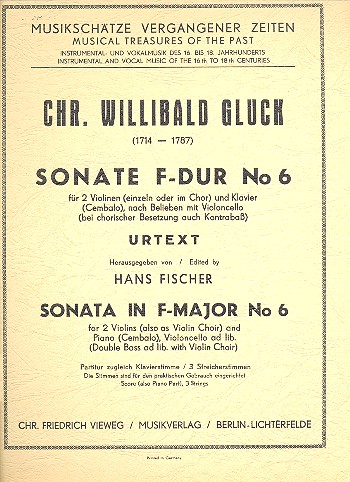 MUSIKSCHÄTZE VERGANGENER ZEITEN
MUSICAL TREASURES OF THE PAST
INSTRUMENTAL- UND VOKALMUSIK DES 16. BIS 18. JAHRHUNDERTS
INSTRUMENTAL AND VOCAL MUSIC OF THE 16th TO 18th CENTURIES
CHR. WILLIBALD GLUCK
(1714 — 1787)
SONATE F-DUR No 6
für 2 Violinen (einzeln oder im Chor) und Klavier
(Cembalo), nach Belieben mit Violoncello
(bei chorischer Besetzung auch Kontrabaß)
URTEXT
Herausgegeben von / Edited by
HANS FISCHER
SONATA IN F-MAJOR No 6
for 2 Violins (also as Violin Choir) and
Piano (Cembalo), Violoncello ad lib.
(Double Bass ad lib. with Violin Choir)
Partitur zugleich Klavierstimme / 3 Streicherstimmen
Die Stimmen sind für den praktischen Gebrauch eingerichtet
Score (also Piano Part), 3 Strings
CHR. FRIEDRICH VIEWEG / MUSIKVERLAG / BERLIN-LICHTERFELDE
Printed in Germany